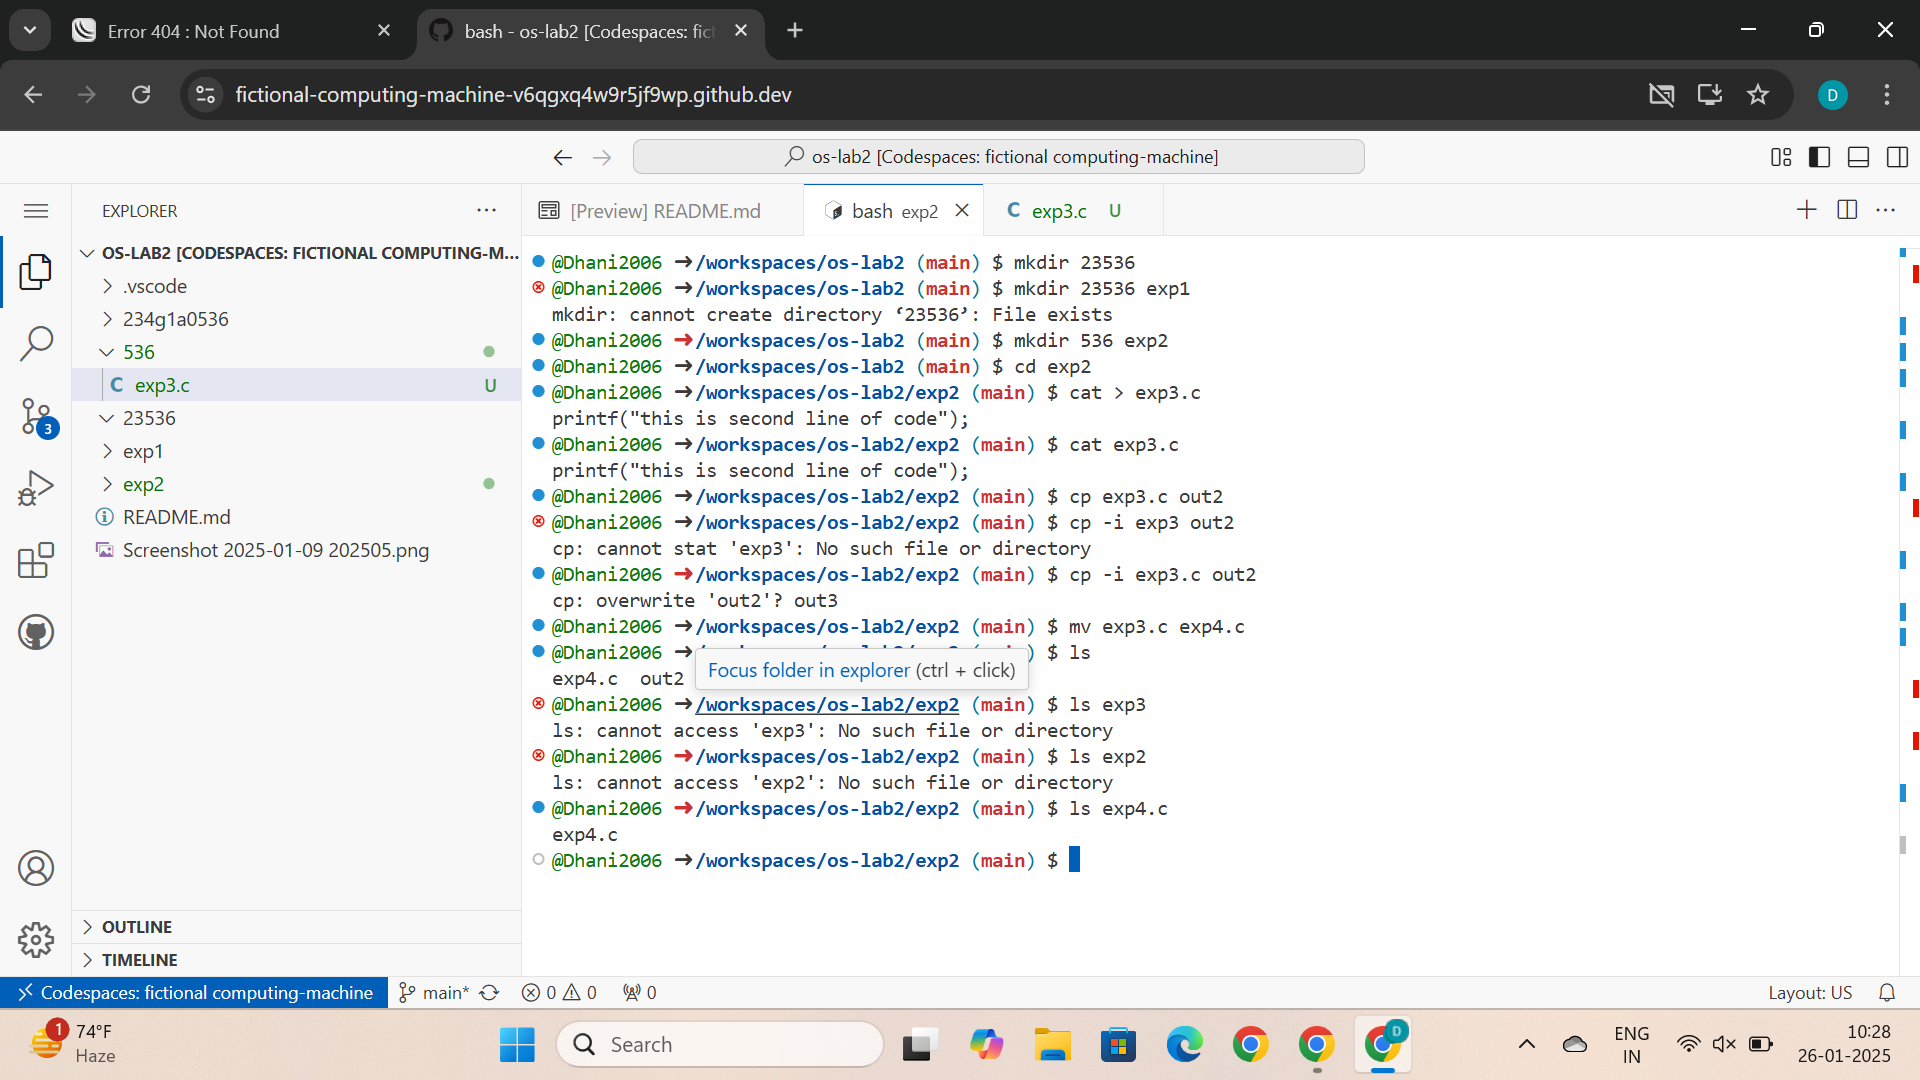 Error 404 : Not Found
bash - os-lab2 [Codespaces: fict
fictional-computing-machine-v6qgxq4w9r5jf9wp.github.dev
D
os-lab2 [Codespaces: fictional computing-machine]
EXPLORER
OS-LAB2 [CODESPACES: FICTIONAL COMPUTING-M...
.vscode
234g1a0536
536
C exp3.c U
23536
exp1
exp2
README.md
Screenshot 2025-01-09 202505.png
3
OUTLINE
TIMELINE
[Preview] README.md
bash exp2
C exp3.c U
@Dhani2006 ➜/workspaces/os-lab2 (main) $ mkdir 23536
@Dhani2006 ➜/workspaces/os-lab2 (main) $ mkdir 23536 exp1
mkdir: cannot create directory ‘23536’: File exists
@Dhani2006 ➜/workspaces/os-lab2 (main) $ mkdir 536 exp2
@Dhani2006 ➜/workspaces/os-lab2 (main) $ cd exp2
@Dhani2006 ➜/workspaces/os-lab2/exp2 (main) $ cat > exp3.c
printf("this is second line of code");
@Dhani2006 ➜/workspaces/os-lab2/exp2 (main) $ cat exp3.c
printf("this is second line of code");
@Dhani2006 ➜/workspaces/os-lab2/exp2 (main) $ cp exp3.c out2
@Dhani2006 ➜/workspaces/os-lab2/exp2 (main) $ cp -i exp3 out2
cp: cannot stat 'exp3': No such file or directory
@Dhani2006 ➜/workspaces/os-lab2/exp2 (main) $ cp -i exp3.c out2
cp: overwrite 'out2'? out3
@Dhani2006 ➜/workspaces/os-lab2/exp2 (main) $ mv exp3.c exp4.c
@Dhani2006 ➜ ) $ ls
Focus folder in explorer (ctrl + click)
exp4.c out2
@Dhani2006 ➜/workspaces/os-lab2/exp2 (main) $ ls exp3
ls: cannot access 'exp3': No such file or directory
@Dhani2006 ➜/workspaces/os-lab2/exp2 (main) $ ls exp2
ls: cannot access 'exp2': No such file or directory
@Dhani2006 ➜/workspaces/os-lab2/exp2 (main) $ ls exp4.c
exp4.c
@Dhani2006 ➜/workspaces/os-lab2/exp2 (main) $
Codespaces: fictional computing-machine
main*
0
0
0
Layout: US
1
74°F
Haze
Search
D
ENG
IN
10:28
26-01-2025